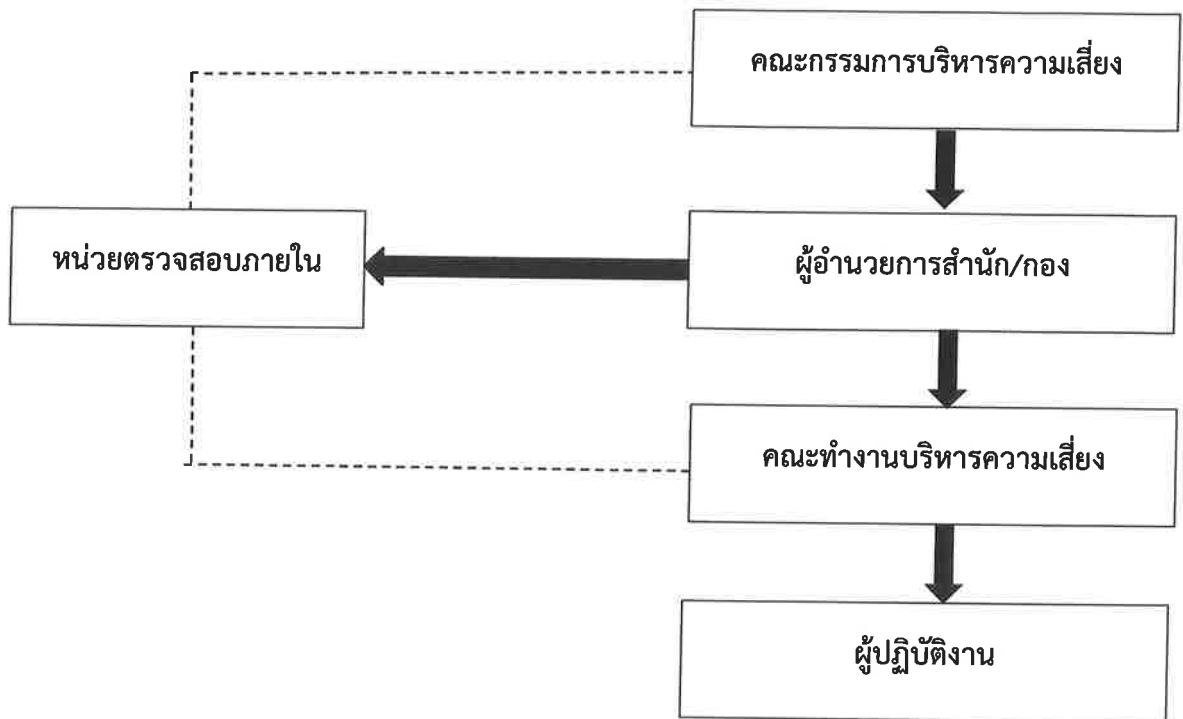 คณะกรรมการบริหารความเสี่ยง
หน่วยตรวจสอบภายใน
ผู้อำนวยการสำนัก/กอง
คณะทำงานบริหารความเสี่ยง
ผู้ปฏิบัติงาน